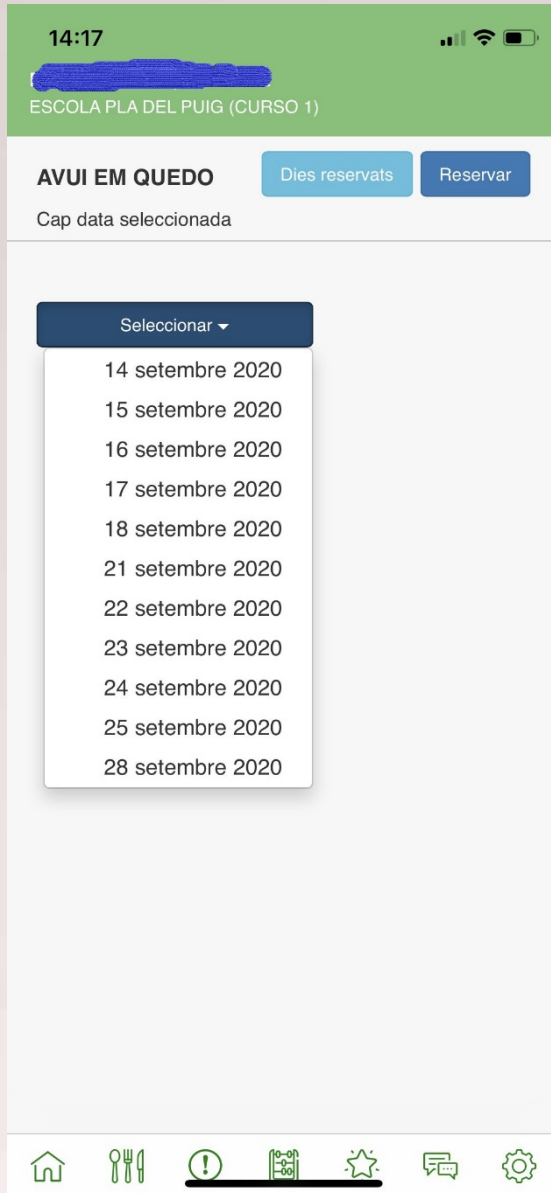 14:17
ESCOLA PLA DEL PUIG (CURSO 1)
AVUI EM QUEDO
Dies reservats
Reservar
Cap data seleccionada
Seleccionar
14 setembre 2020
15 setembre 2020
16 setembre 2020
17 setembre 2020
18 setembre 2020
21 setembre 2020
22 setembre 2020
23 setembre 2020
24 setembre 2020
25 setembre 2020
28 setembre 2020